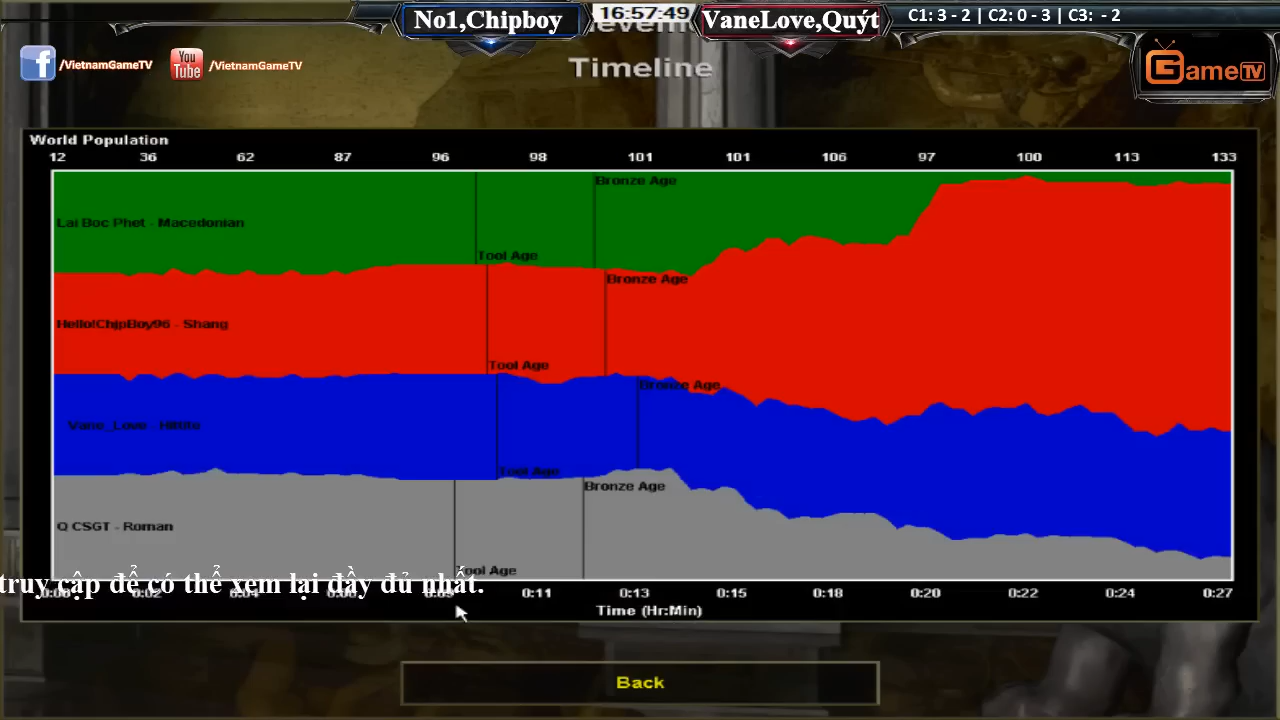 No1,Chipboy
16:57:49
VaneLove,Quýt
C1: 3 - 2 | C2: 0 - 3 | C3:  - 2
f /VietnamGameTV
You Tube /VietnamGameTV
Timeline
GameTV
World Population
12 36 62 87 96 98 101 101 106 97 100 113 133
Bronze Age
Lai Boc Phet - Macedonian
Tool Age
Bronze Age
Hello!ChipBoy96 - Shang
Tool Age
Bronze Age
Vane_Love - Hittite
Tool Age
Bronze Age
Q CSGT - Roman
Tool Age
truy cập để có thể xem lại đầy đủ nhất.
0:11 0:13 0:15 0:18 0:20 0:22 0:24 0:27
Time (Hr:Min)
Back